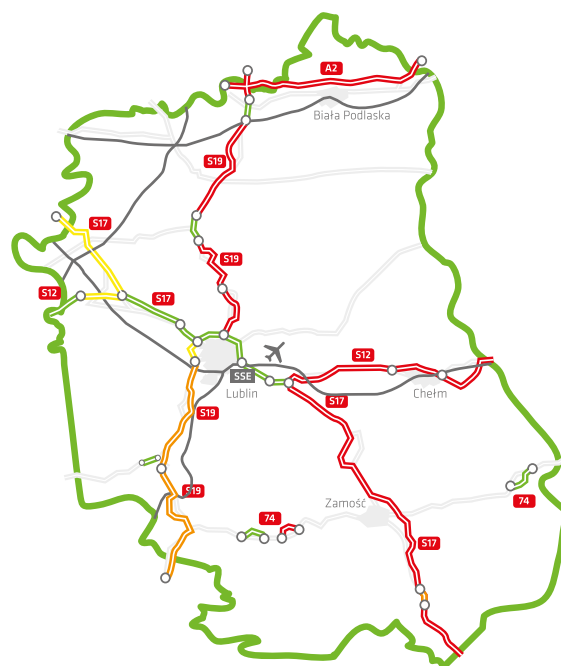 A2
Biała Podlaska
S19
S17
S19
S12
S17
S12
SSE
Lublin
Chełm
S17
S19
S19
Zamość
74
74
S17